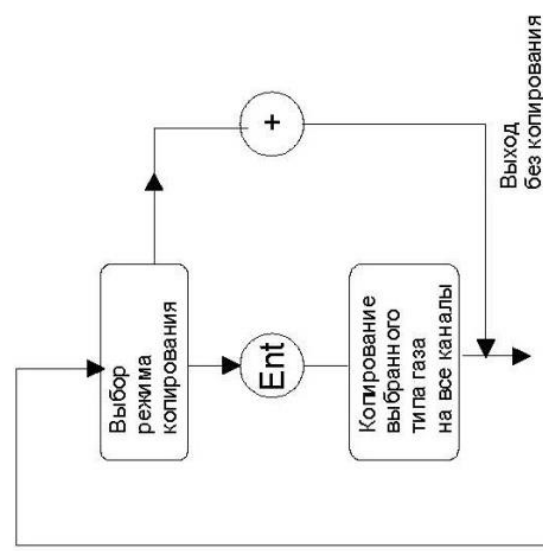 Выбор
режима
копирования
Ent
+
Копирование
выбранного
типа газа
на все каналы
Выход
без копирования